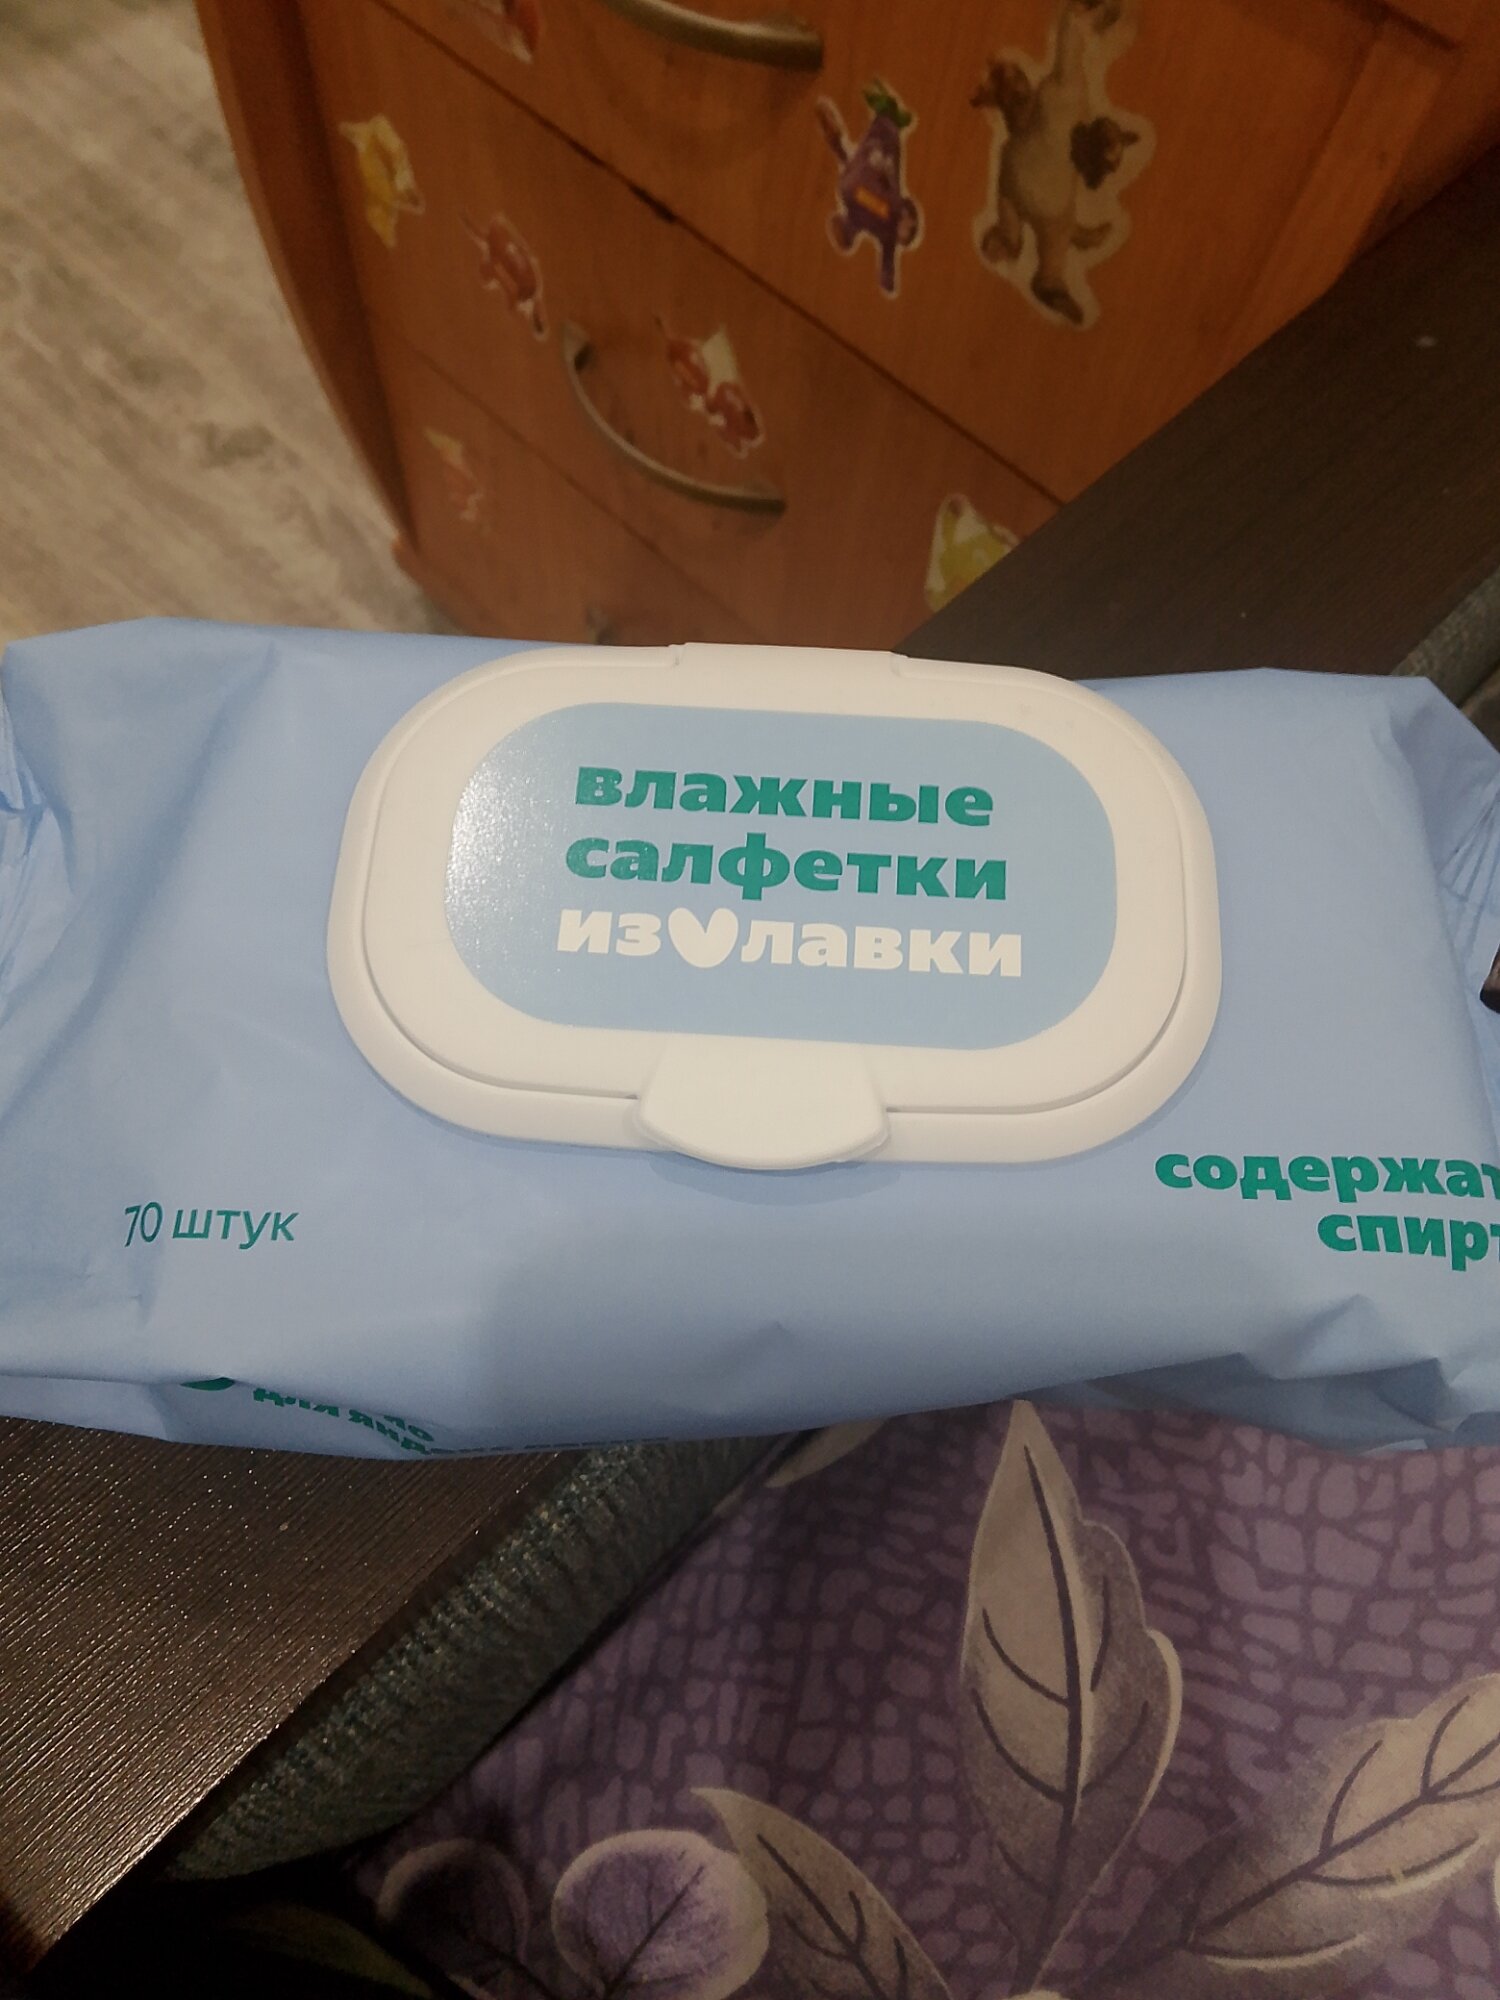 влажные
салфетки
из лавки
70 штук
содержат
спирт